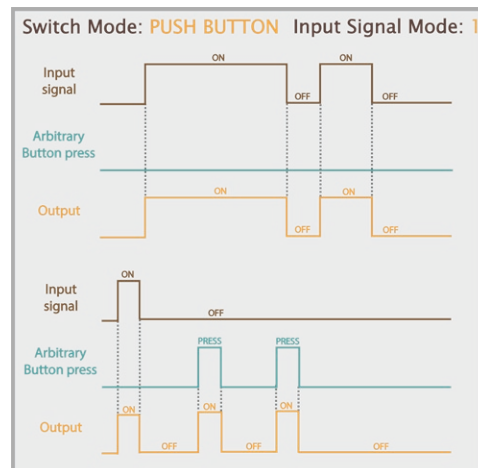 Switch Mode: PUSH BUTTON Input Signal Mode: 1
ON ON
Input
signal
OFF OFF
Arbitrary
Button press
ON ON
Output
OFF OFF
ON
Input
signal
OFF
PRESS PRESS
Arbitrary
Button press
ON ON ON
Output
OFF OFF OFF